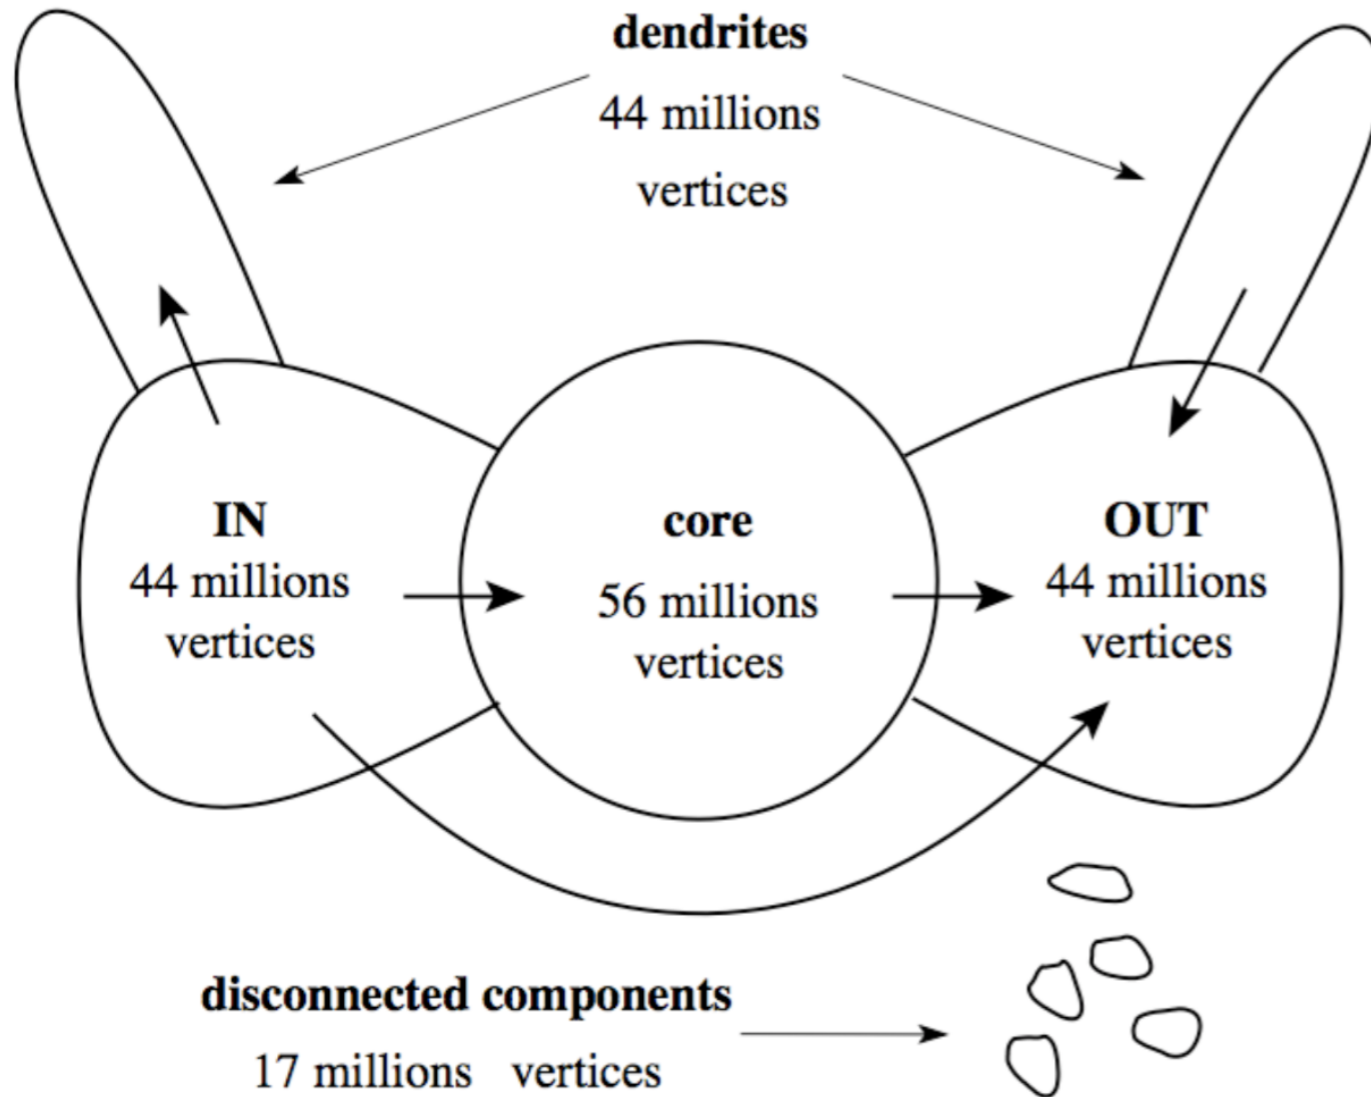 dendrites
44 millions
vertices
IN
44 millions
vertices
core
56 millions
vertices
OUT
44 millions
vertices
disconnected components
17 millions vertices